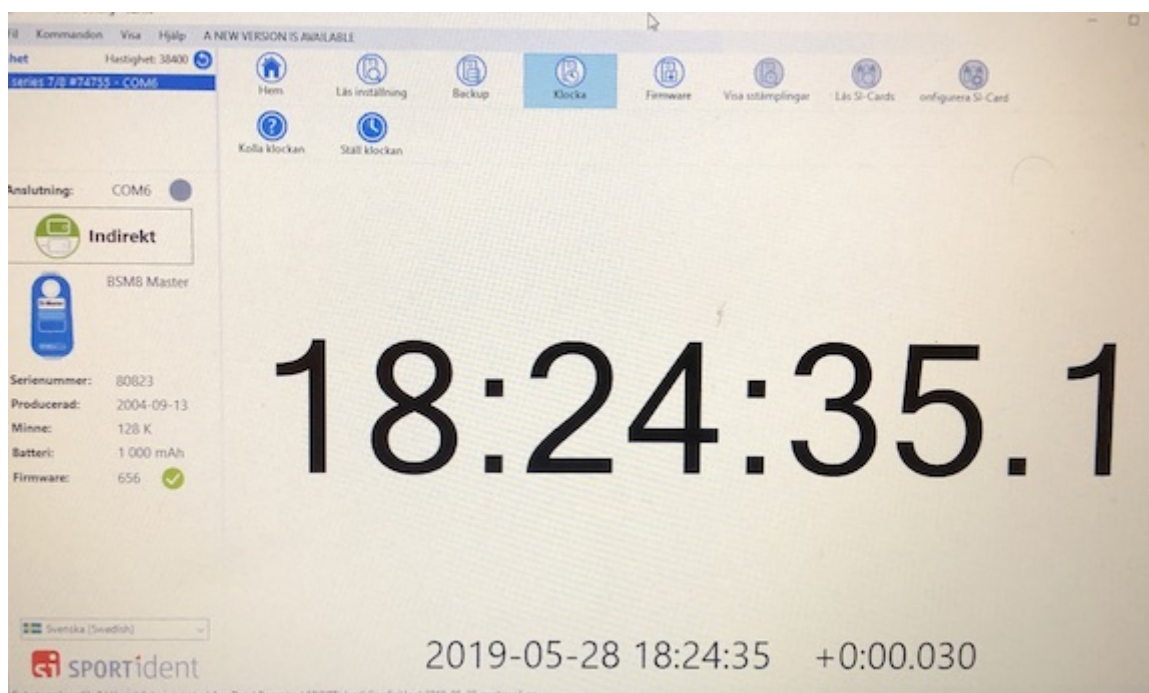 Kommandon Visa Hjälp A NEW VERSION IS AVAILABLE
het Hastighet: 38400
series 7/8 #74755 - COM6
Hem Läs inställning Backup Klocka Firmware Visa sstämplingar Läs SI-Cards onfigurera SI-Card
Kolla klockan Ställ klockan
Anslutning: COM6
Indirekt
BSM8 Master
Serienummer: 80823
Producerad: 2004-09-13
Minne: 128 K
Batteri: 1 000 mAh
Firmware: 656
18:24:35.1
Svenska (Swedish)
si SPORTident
2019-05-28 18:24:35 +0:00.030